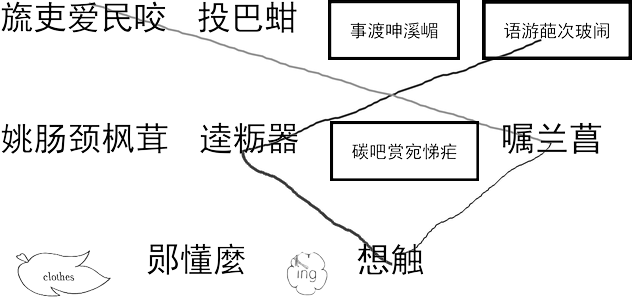 旒吏爱民咬 投巴蚶 事渡呻溪嵋 语游葩次玻闹
姚肠颈枫茸 逵粝器 碳吧赏宛悌疟 嘱兰菖
clothes 郧懂麼 ing 想触